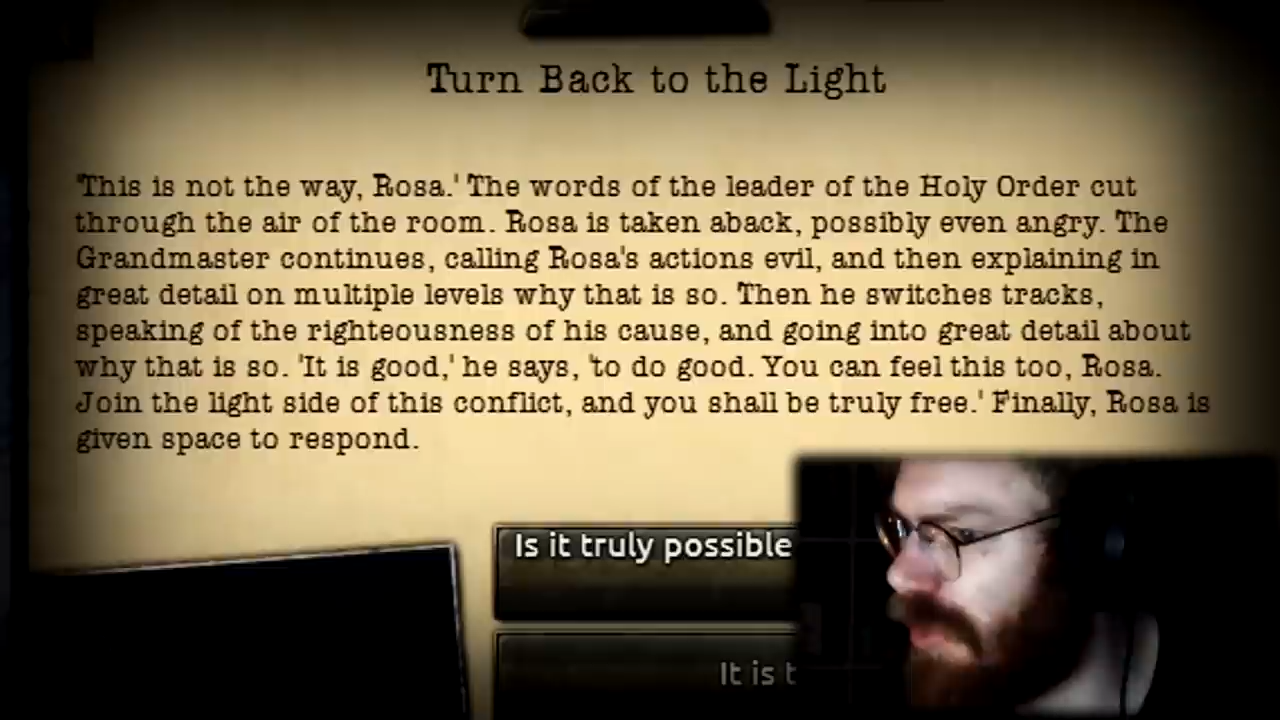 Turn Back to the Light
'This is not the way, Rosa.' The words of the leader of the Holy Order cut
through the air of the room. Rosa is taken aback, possibly even angry. The
Grandmaster continues, calling Rosa's actions evil, and then explaining in
great detail on multiple levels why that is so. Then he switches tracks,
speaking of the righteousness of his cause, and going into great detail about
why that is so. 'It is good,' he says, 'to do good. You can feel this too, Rosa.
Join the light side of this conflict, and you shall be truly free.' Finally, Rosa is
given space to respond.
Is it truly possible
It is t